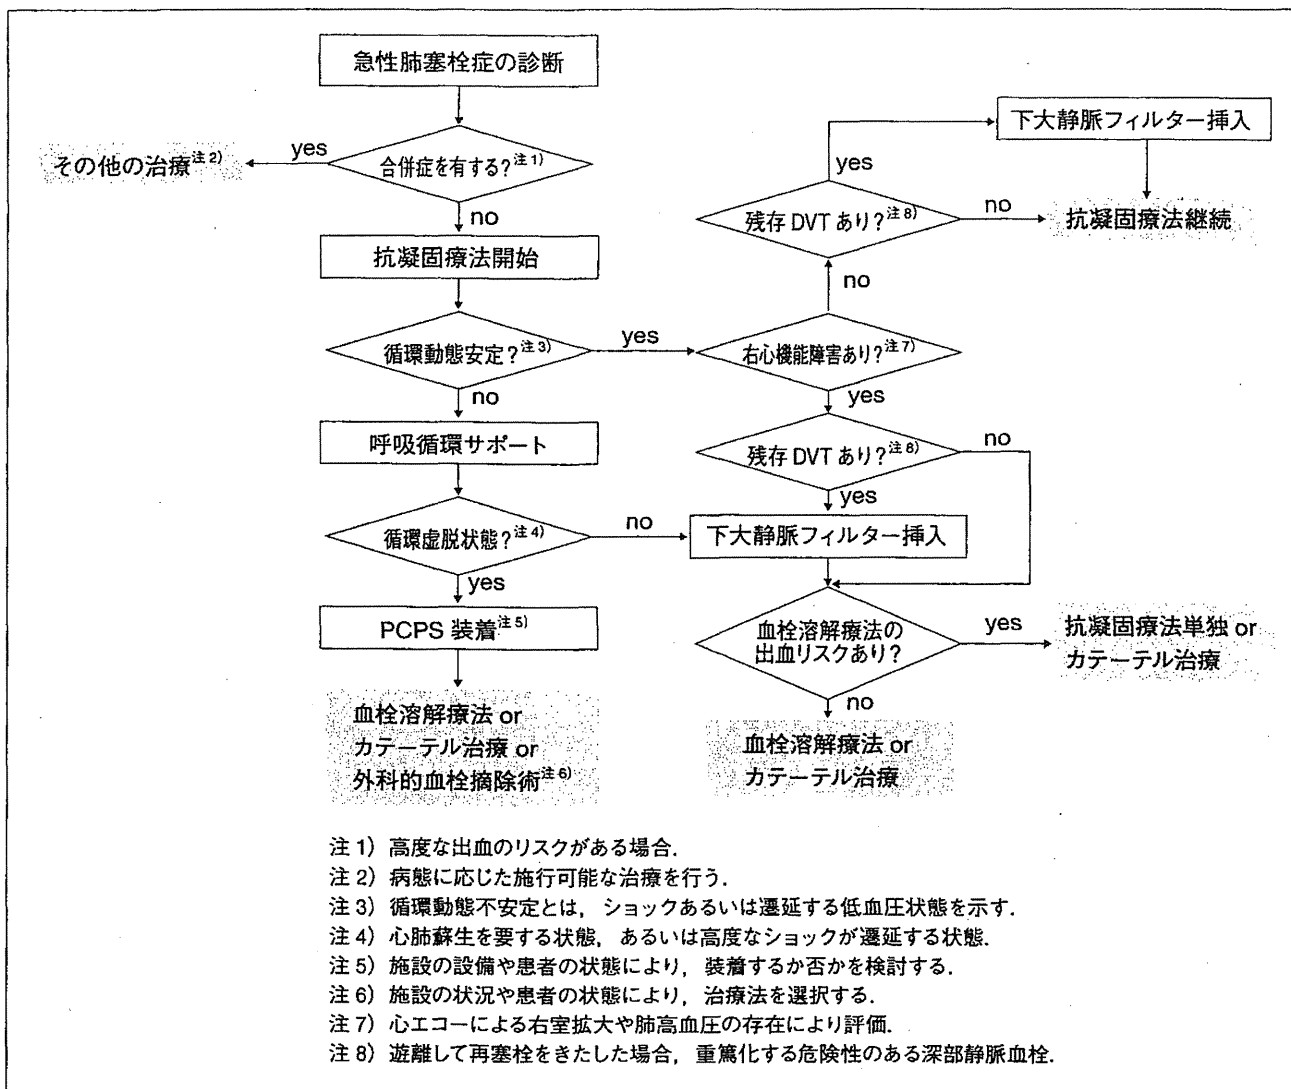 急性肺塞栓症の診断
合併症を有する?注1)
yes
その他の治療注2)
no
抗凝固療法開始
循環動態安定?注3)
yes
no
呼吸循環サポート
循環虚脱状態?注4)
no
yes
PCPS 装着注5)
血栓溶解療法 or
カテーテル治療 or
外科的血栓摘除術注6)
右心機能障害あり?注7)
no
残存 DVT あり?注8)
yes
下大静脈フィルター挿入
no
抗凝固療法継続
yes
残存 DVT あり?注8)
no
yes
下大静脈フィルター挿入
血栓溶解療法の
出血リスクあり?
yes
抗凝固療法単独 or
カテーテル治療
no
血栓溶解療法 or
カテーテル治療
注1) 高度な出血のリスクがある場合.
注2) 病態に応じた施行可能な治療を行う.
注3) 循環動態不安定とは,ショックあるいは遷延する低血圧状態を示す.
注4) 心肺蘇生を要する状態,あるいは高度なショックが遷延する状態.
注5) 施設の設備や患者の状態により,装着するか否かを検討する.
注6) 施設の状況や患者の状態により,治療法を選択する.
注7) 心エコーによる右室拡大や肺高血圧の存在により評価.
注8) 遊離して再塞栓をきたした場合,重篤化する危険性のある深部静脈血栓.